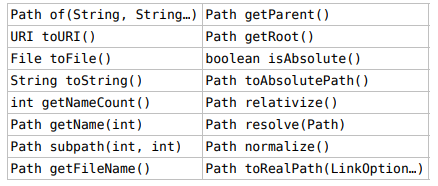 Path of(String, String…) Path getParent()
URI toURI() Path getRoot()
File toFile() boolean isAbsolute()
String toString() Path toAbsolutePath()
int getNameCount() Path relativize()
Path getName(int) Path resolve(Path)
Path subpath(int, int) Path normalize()
Path getFileName() Path toRealPath(LinkOption…)